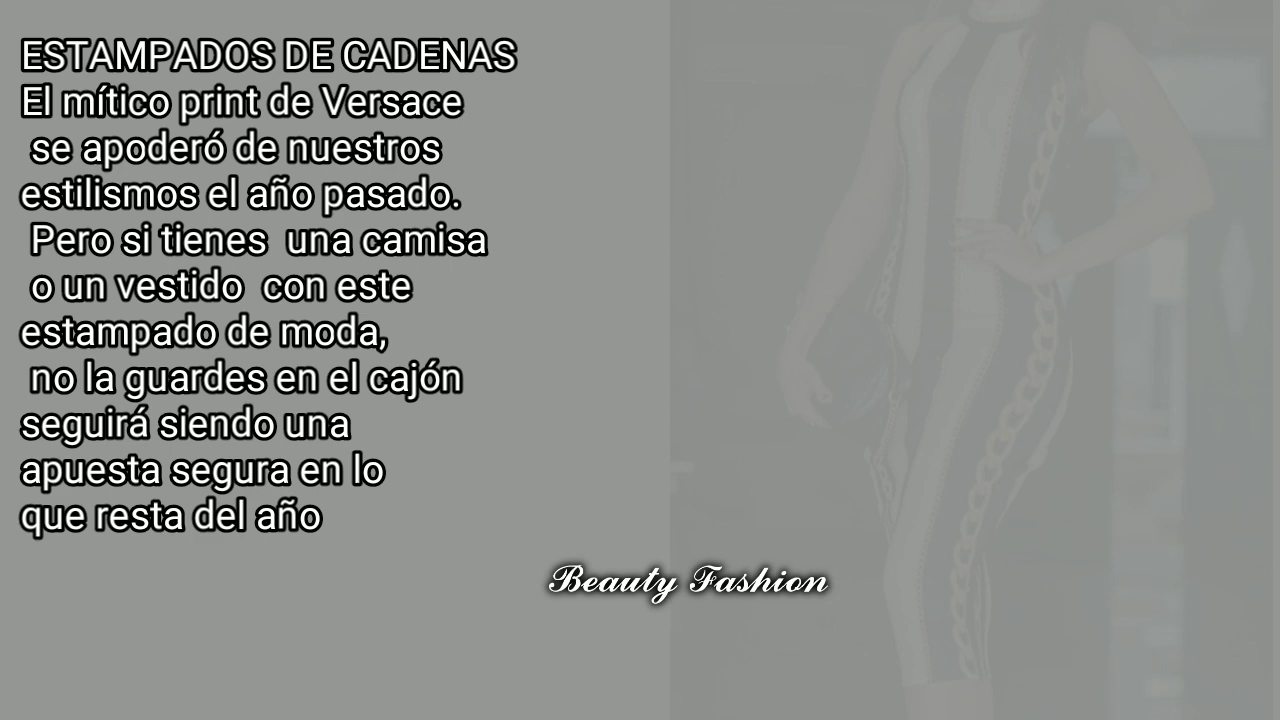 ESTAMPADOS DE CADENAS
El mítico print de Versace
se apoderó de nuestros
estilismos el año pasado.
Pero si tienes una camisa
o un vestido con este
estampado de moda,
no la guardes en el cajón
seguirá siendo una
apuesta segura en lo
que resta del año
Beauty Fashion